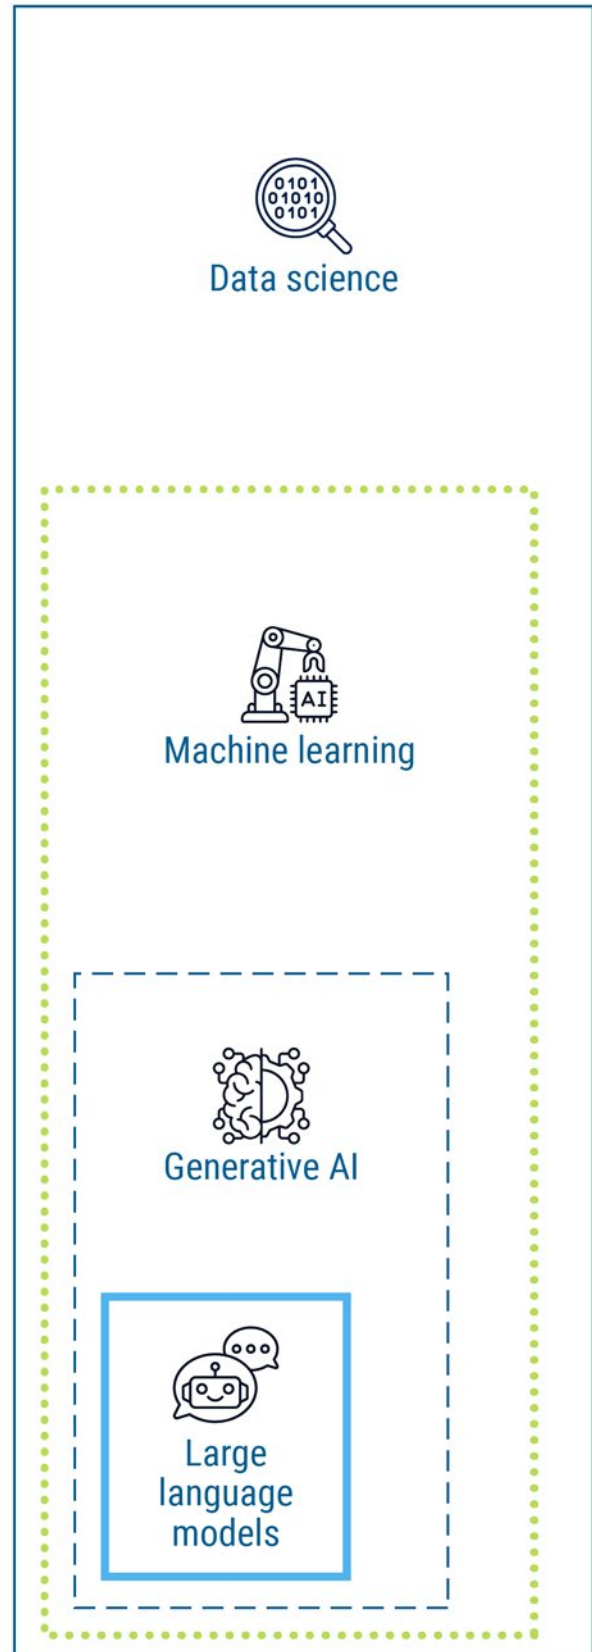 0101
01010
0101
Data science
AI
Machine learning
Generative AI
Large
language
models